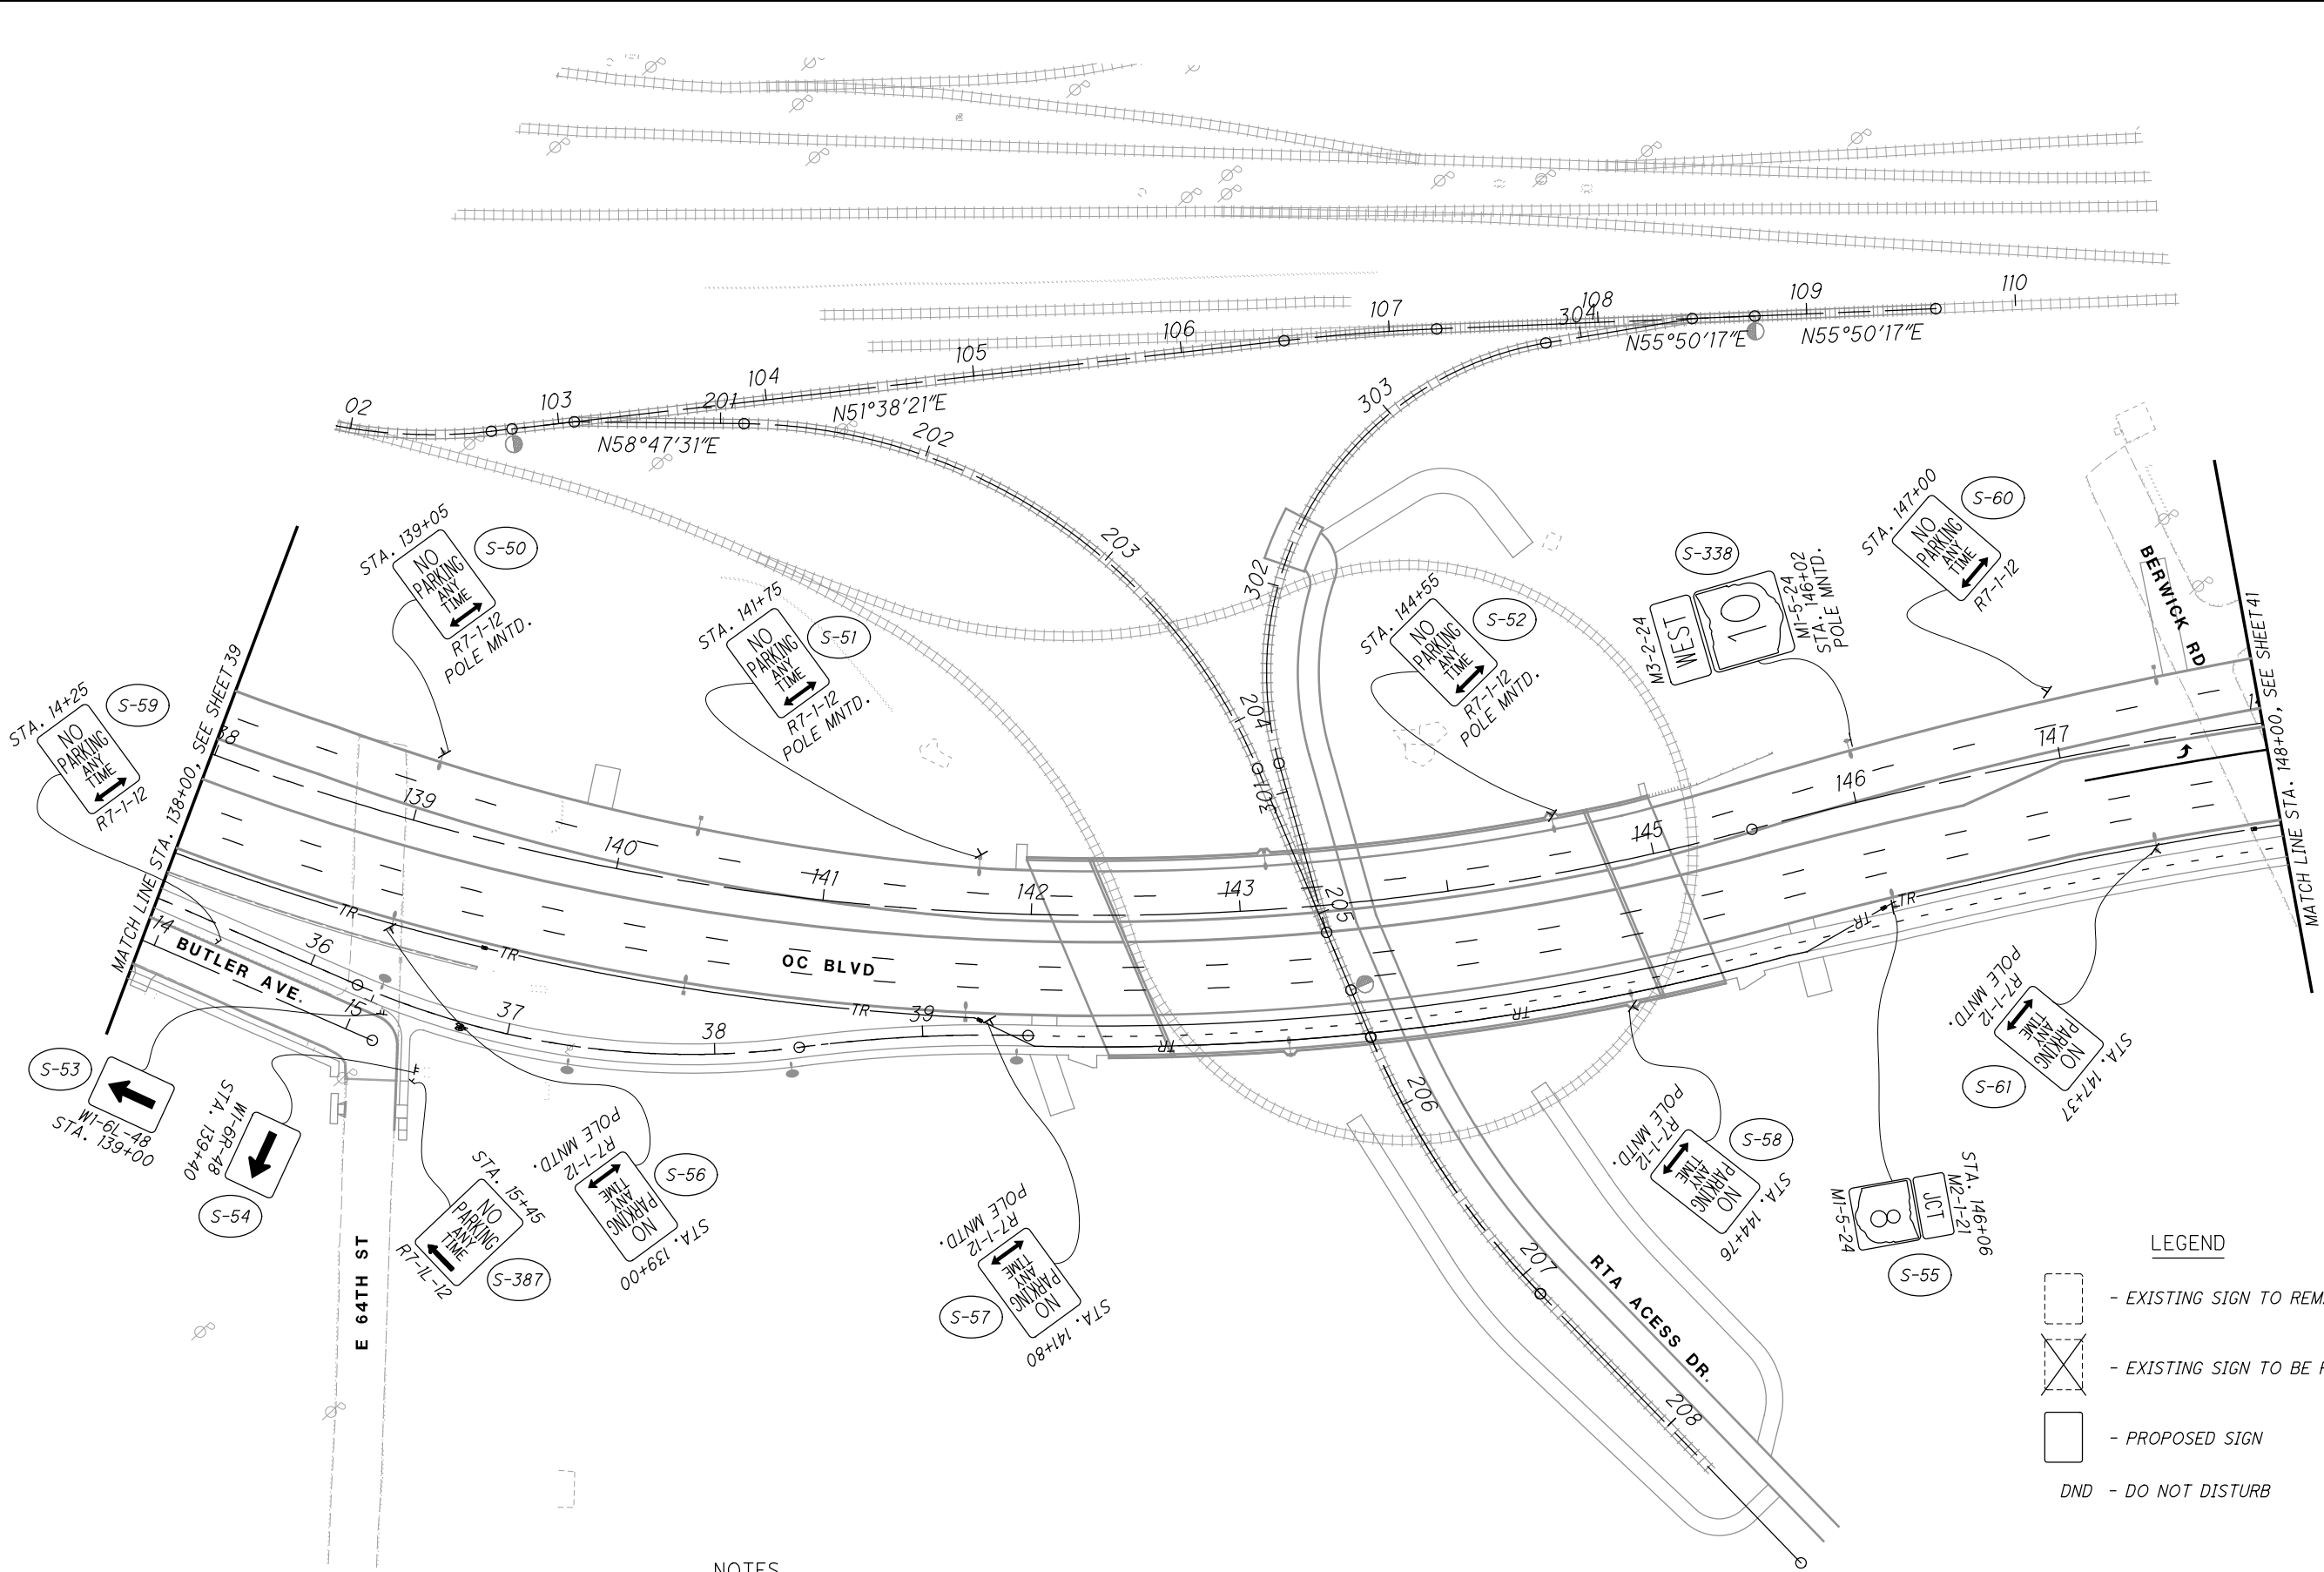 02
103
104
105
106
107
108
109
110
201
202
203
204
205
206
207
208
301
302
303
304
N58°47'31"E
N51°38'21"E
N55°50'17"E
N55°50'17"E
MATCH LINE STA. 138+00, SEE SHEET 39
MATCH LINE STA. 148+00, SEE SHEET 41
STA. 14+25
NO
PARKING
ANY
TIME
R7-1-12
S-59
STA. 139+05
NO
PARKING
ANY
TIME
R7-1-12
POLE MNTD.
S-50
STA. 141+75
NO
PARKING
ANY
TIME
R7-1-12
POLE MNTD.
S-51
STA. 144+55
NO
PARKING
ANY
TIME
R7-1-12
POLE MNTD.
S-52
S-338
M3-2-24
WEST
10
M1-5-24
STA. 146+02
POLE MNTD.
STA. 147+00
NO
PARKING
ANY
TIME
R7-1-12
S-60
BERWICK RD
38
139
140
141
142
143
145
146
147
TR
TR
TR
TR
TR
TR
TR
OC BLVD
14
15
BUTLER AVE.
36
37
38
39
S-53
W1-6L-48
STA. 139+00
STA. 139+40
W1-6R-48
S-54
E 64TH ST
STA. 15+45
NO
PARKING
ANY
TIME
R7-1L-12
S-387
STA. 139+00
NO
PARKING
ANY
TIME
R7-1-12
POLE MNTD.
S-56
STA. 141+80
NO
PARKING
ANY
TIME
R7-1-12
POLE MNTD.
S-57
STA. 144+76
NO
PARKING
ANY
TIME
R7-1-12
POLE MNTD.
S-58
STA. 147+37
NO
PARKING
ANY
TIME
R7-1-12
POLE MNTD.
S-61
STA. 146+06
M2-1-21
JCT
8
M1-5-24
S-55
RTA ACESS DR.
LEGEND
- EXISTING SIGN TO REM
- EXISTING SIGN TO BE
- PROPOSED SIGN
DND - DO NOT DISTURB
NOTES